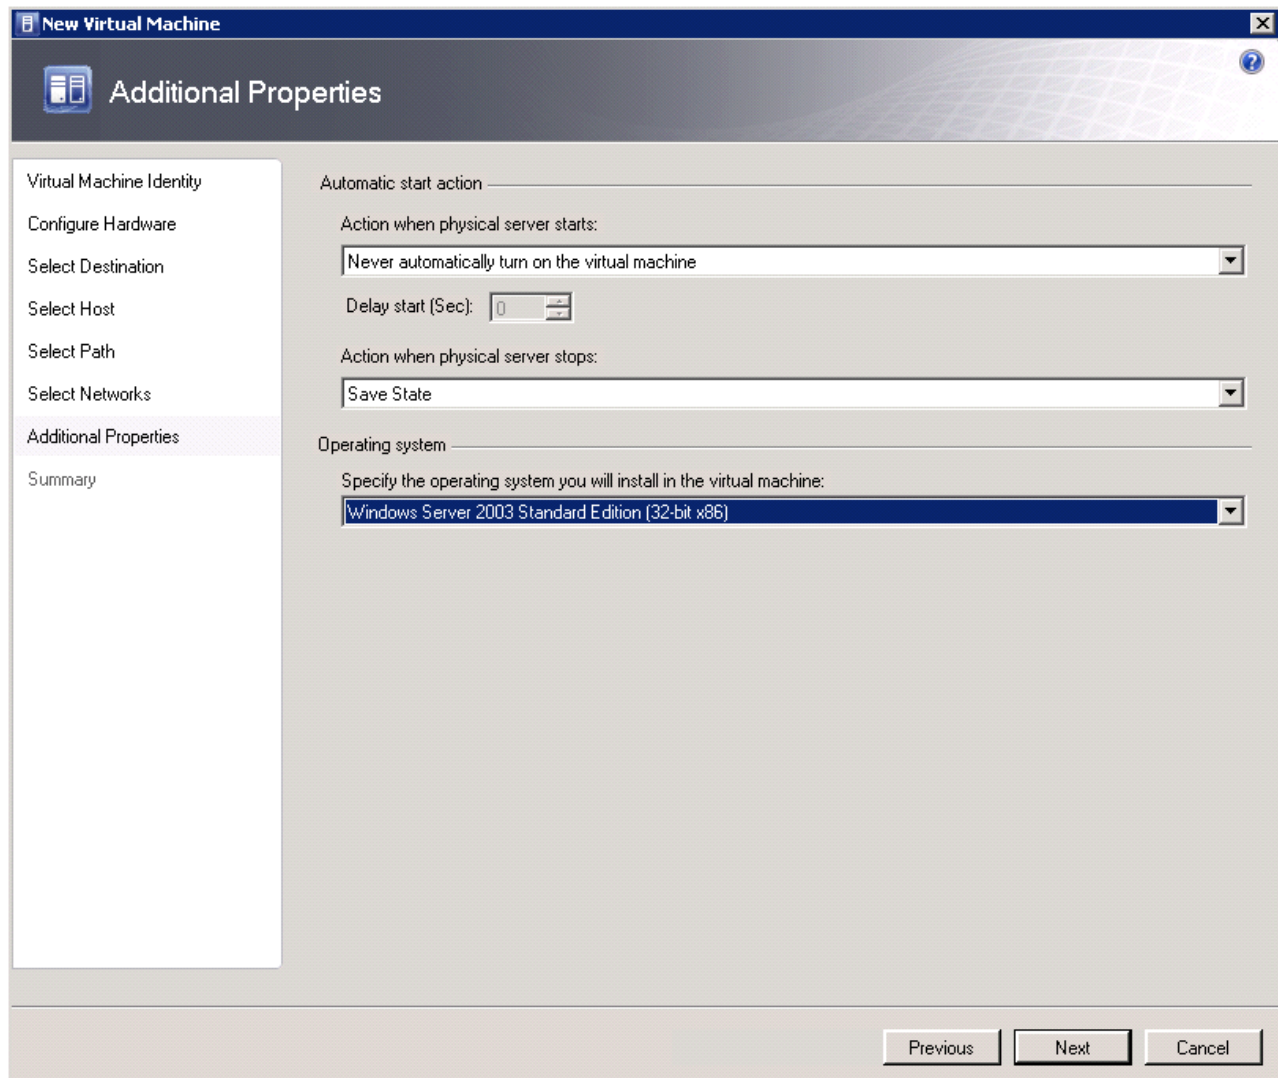 New Virtual Machine
Additional Properties
Virtual Machine Identity
Configure Hardware
Select Destination
Select Host
Select Path
Select Networks
Additional Properties
Summary
Automatic start action
Action when physical server starts:
Never automatically turn on the virtual machine
Delay start (Sec): 0
Action when physical server stops:
Save State
Operating system
Specify the operating system you will install in the virtual machine:
Windows Server 2003 Standard Edition (32-bit x86)
Previous Next Cancel